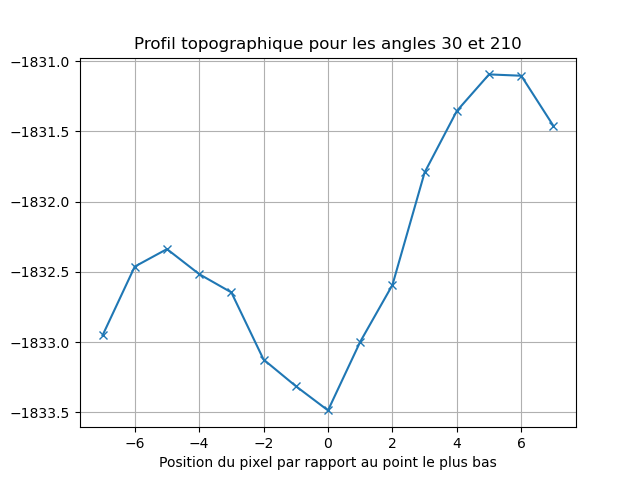 Profil topographique pour les angles 30 et 210
−1831.0
−1831.5
−1832.0
−1832.5
−1833.0
−1833.5
−6 −4 −2 0 2 4 6
Position du pixel par rapport au point le plus bas